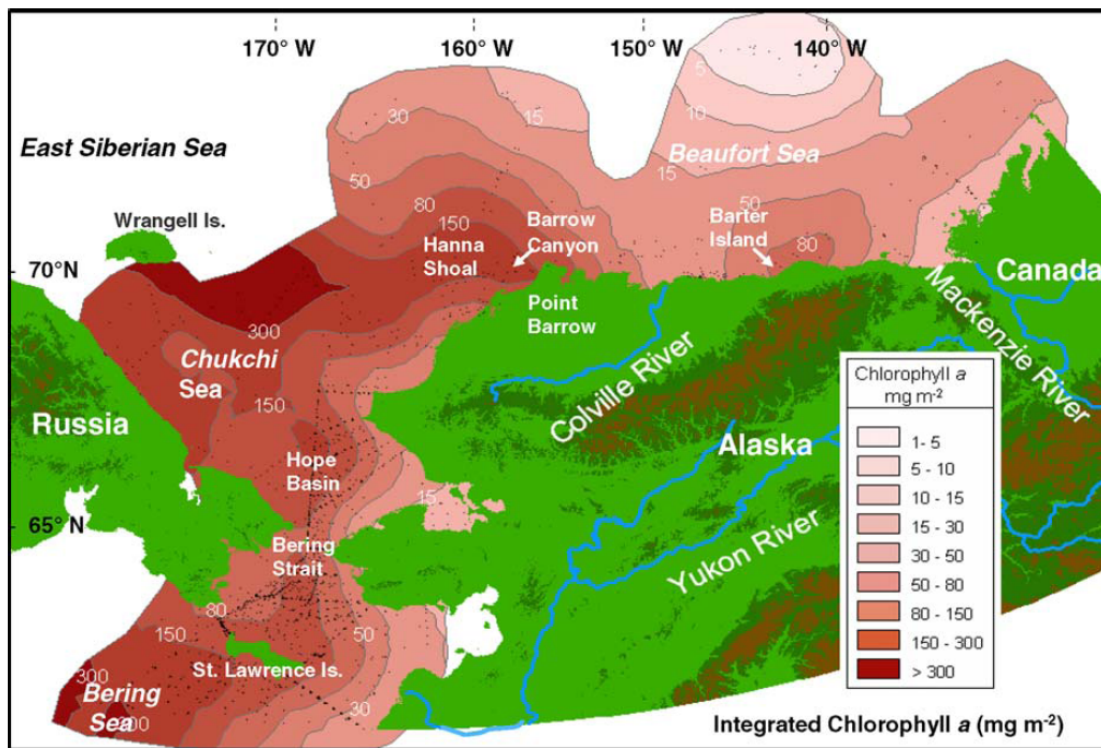 170° W
160° W
150° W
140° W
5
30
15
10
East Siberian Sea
Beaufort Sea
15
50
50
80
Wrangell Is.
150
Hanna
Shoal
Barrow
Canyon
Barter
Island
80
70°N
Canada
Point
Barrow
Mackenzie River
300
Chukchi
Sea
Colville River
150
Russia
Alaska
Hope
Basin
15
65° N
Bering
Strait
Yukon River
80
150
50
St. Lawrence Is.
300
Bering
Sea
30
Chlorophyll a
mg m-2
1- 5
5 - 10
10 - 15
15 - 30
30 - 50
50 - 80
80 - 150
150 - 300
> 300
Integrated Chlorophyll a (mg m-2)